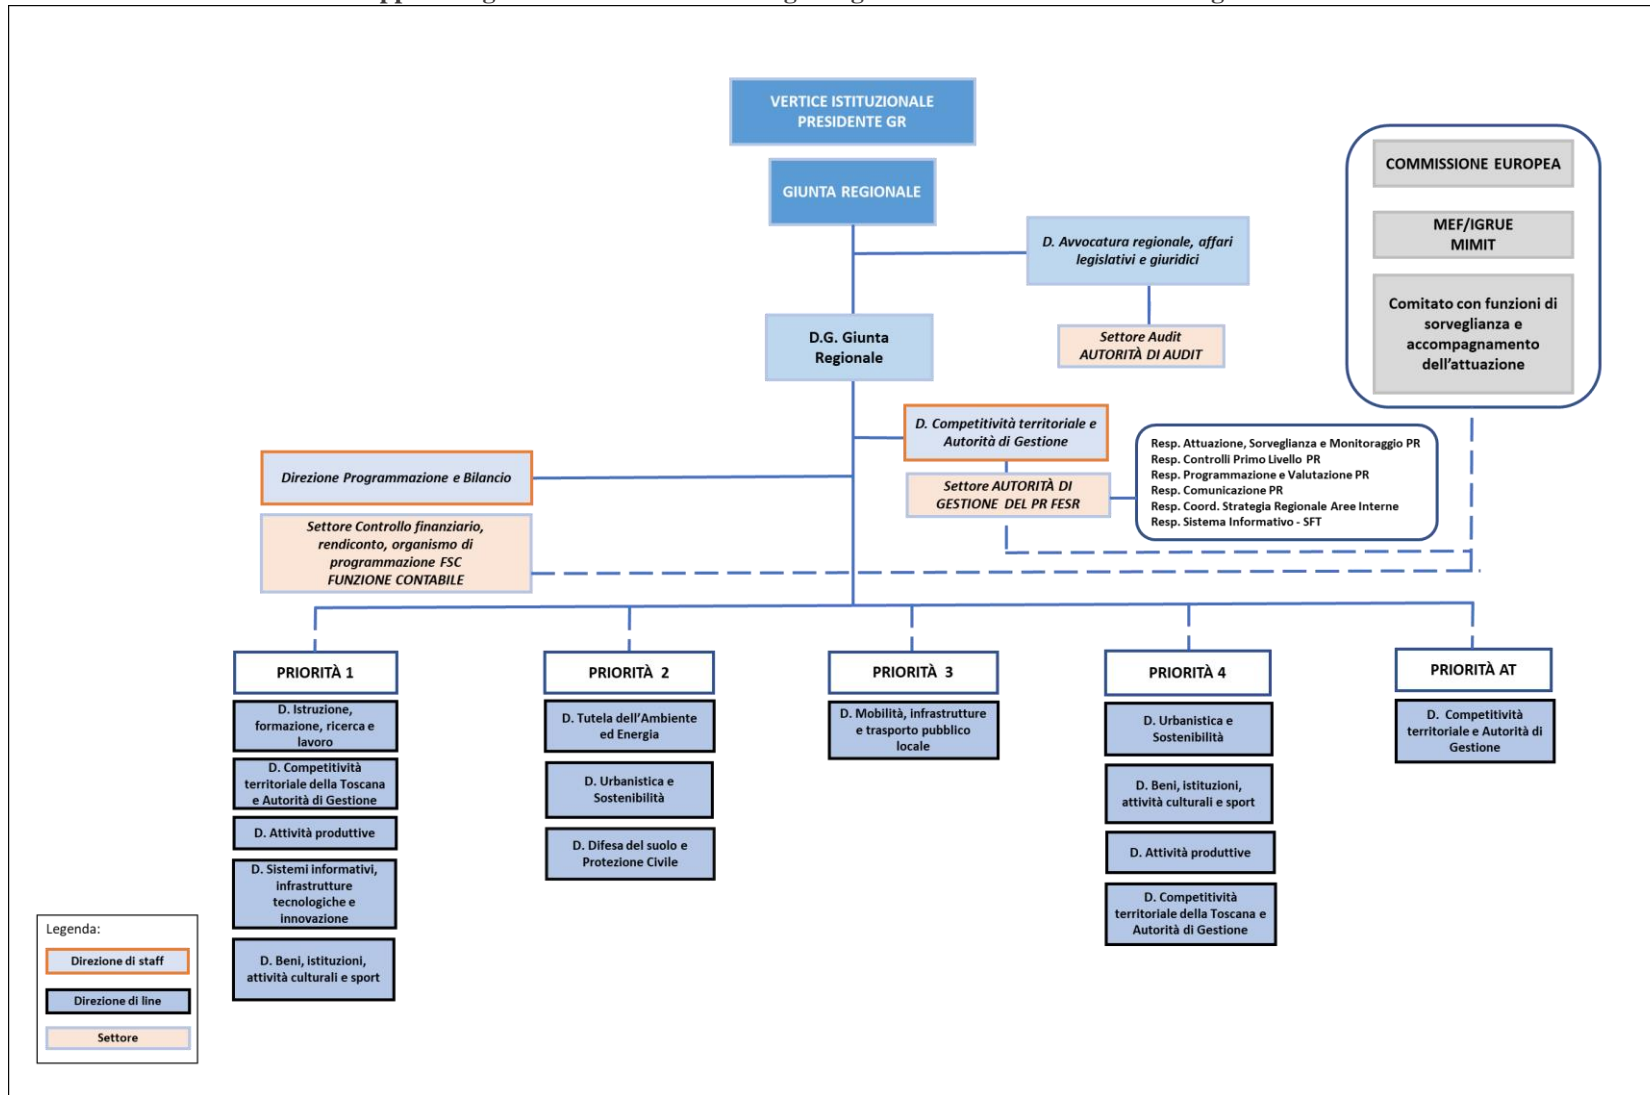 VERTICE ISTITUZIONALE
PRESIDENTE GR
GIUNTA REGIONALE
D. Avvocatura regionale, affari
legislativi e giuridici
Settore Audit
AUTORITÀ DI AUDIT
D.G. Giunta
Regionale
COMMISSIONE EUROPEA
MEF/IGRUE
MIMIT
Comitato con funzioni di
sorveglianza e
accompagnamento
dell'attuazione
D. Competitività territoriale e
Autorità di Gestione
Settore AUTORITÀ DI
GESTIONE DEL PR FESR
Resp. Attuazione, Sorveglianza e Monitoraggio PR
Resp. Controlli Primo Livello PR
Resp. Programmazione e Valutazione PR
Resp. Comunicazione PR
Resp. Coord. Strategia Regionale Aree Interne
Resp. Sistema Informativo - SFT
Direzione Programmazione e Bilancio
Settore Controllo finanziario,
rendiconto, organismo di
programmazione FSC
FUNZIONE CONTABILE
PRIORITÀ 1
D. Istruzione,
formazione, ricerca e
lavoro
D. Competitività
territoriale della Toscana
e Autorità di Gestione
D. Attività produttive
D. Sistemi informativi,
infrastrutture
tecnologiche e
innovazione
D. Beni, istituzioni,
attività culturali e sport
PRIORITÀ 2
D. Tutela dell'Ambiente
ed Energia
D. Urbanistica e
Sostenibilità
D. Difesa del suolo e
Protezione Civile
PRIORITÀ 3
D. Mobilità, infrastrutture
e trasporto pubblico
locale
PRIORITÀ 4
D. Urbanistica e
Sostenibilità
D. Beni, istituzioni,
attività culturali e sport
D. Attività produttive
D. Competitività
territoriale della Toscana e
Autorità di Gestione
PRIORITÀ AT
D. Competitività
territoriale e Autorità di
Gestione
Legenda:
Direzione di staff
Direzione di line
Settore